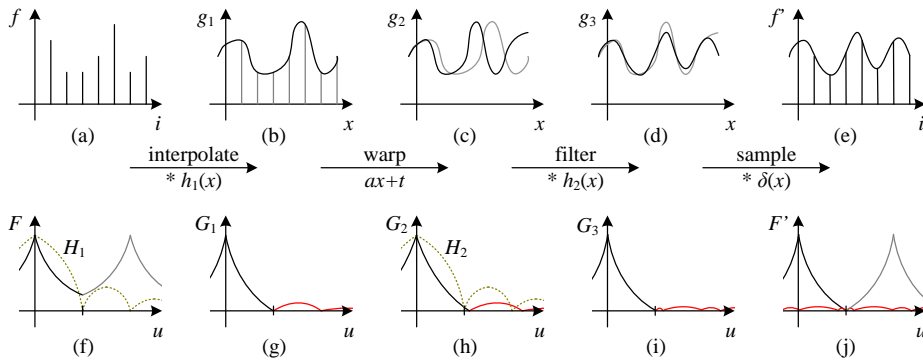 f g₁ g₂ g₃ f'
i x x x i
(a) (b) (c) (d) (e)
interpolate warp filter sample
* h₁(x) ax+t * h₂(x) * δ(x)
F H₁ G₁ G₂ H₂ G₃ F'
u u u u u
(f) (g) (h) (i) (j)